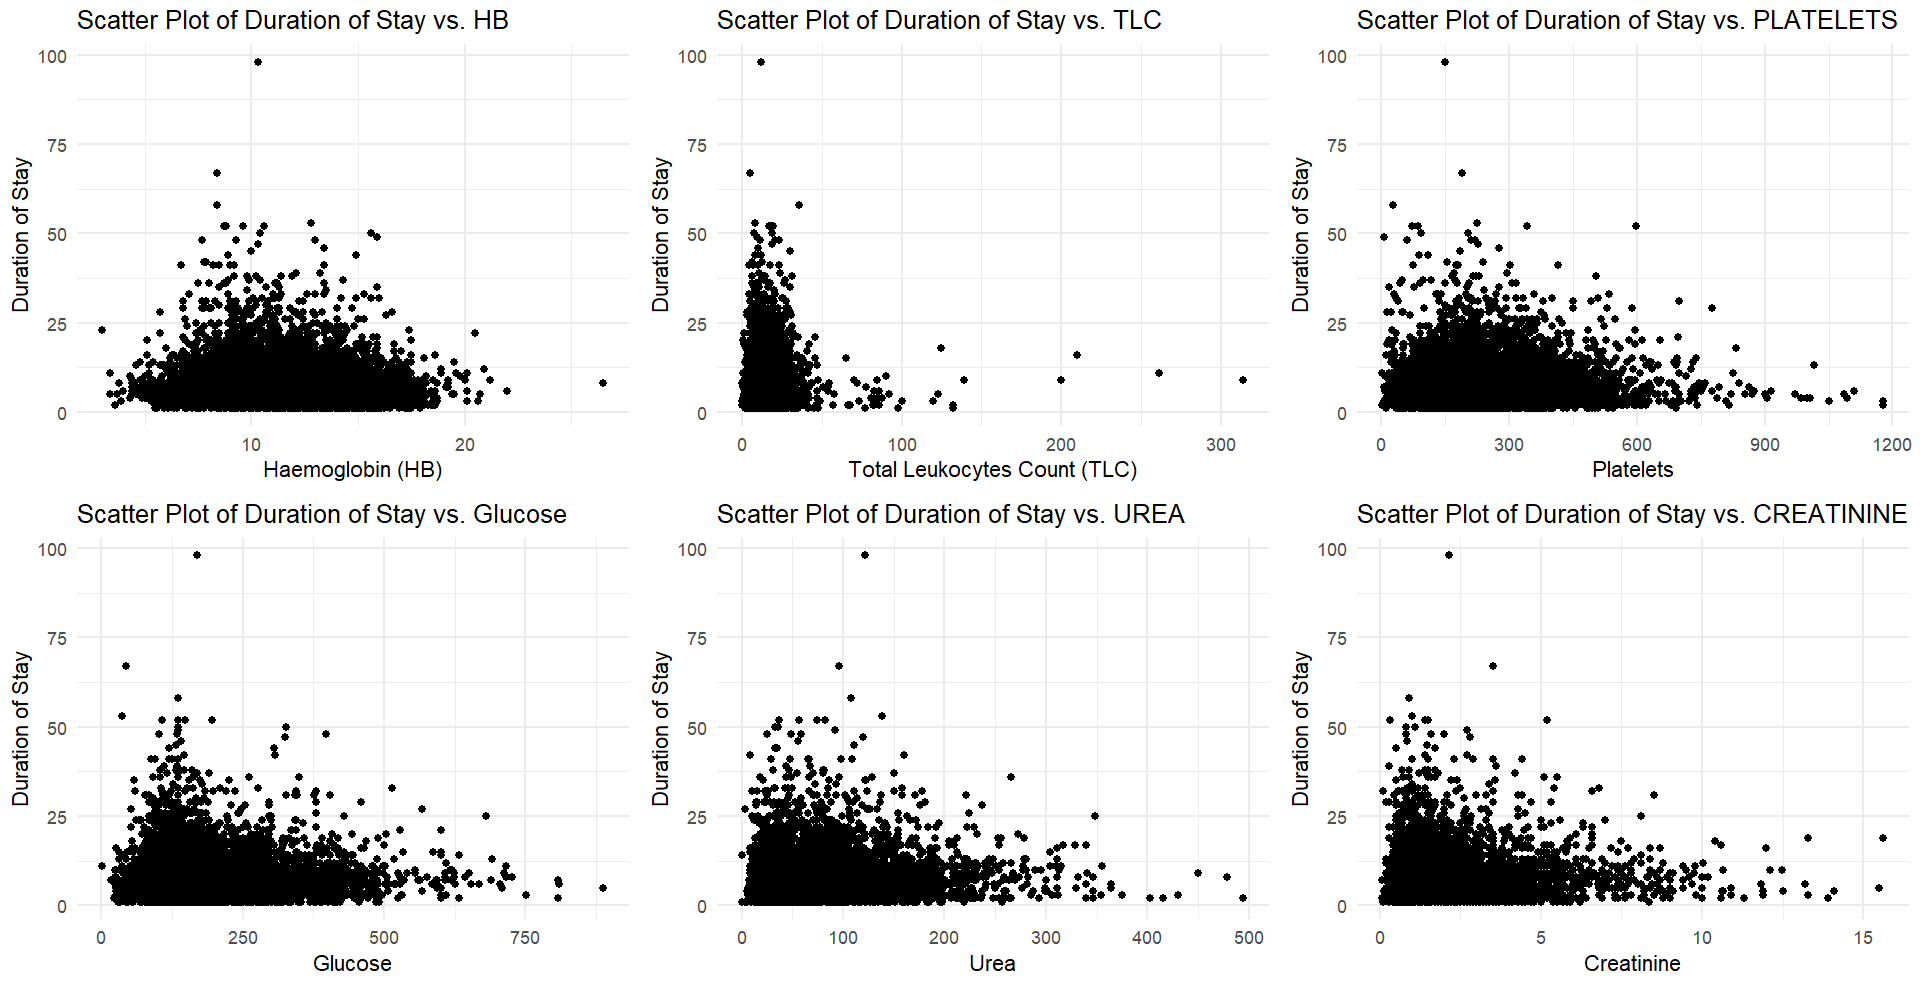 Scatter Plot of Duration of Stay vs. HB
100
75
50
25
0
Duration of Stay
10 20
Haemoglobin (HB)
Scatter Plot of Duration of Stay vs. TLC
100
75
50
25
0
Duration of Stay
0 100 200 300
Total Leukocytes Count (TLC)
Scatter Plot of Duration of Stay vs. PLATELETS
100
75
50
25
0
Duration of Stay
0 300 600 900 1200
Platelets
Scatter Plot of Duration of Stay vs. Glucose
100
75
50
25
0
Duration of Stay
0 250 500 750
Glucose
Scatter Plot of Duration of Stay vs. UREA
100
75
50
25
0
Duration of Stay
0 100 200 300 400 500
Urea
Scatter Plot of Duration of Stay vs. CREATININE
100
75
50
25
0
Duration of Stay
0 5 10 15
Creatinine